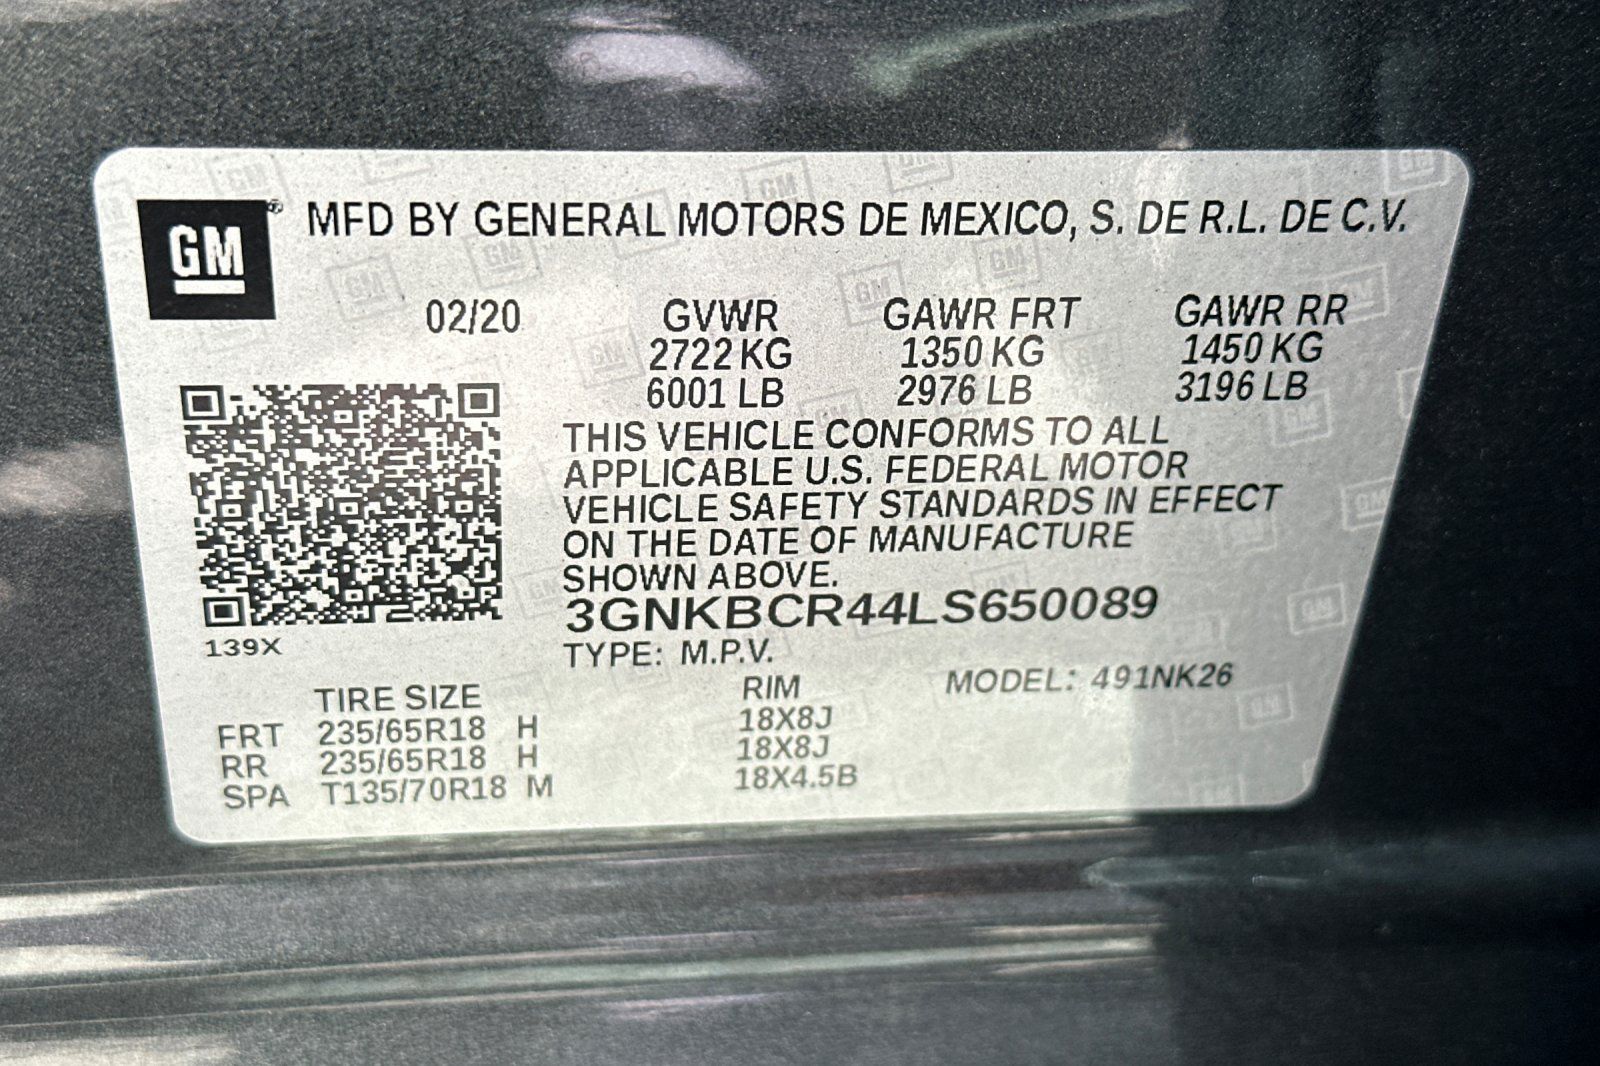 GM® MFD BY GENERAL MOTORS DE MEXICO, S. DE R.L. DE C.V.
02/20 GVWR GAWR FRT GAWR RR
2722 KG 1350 KG 1450 KG
6001 LB 2976 LB 3196 LB
THIS VEHICLE CONFORMS TO ALL
APPLICABLE U.S. FEDERAL MOTOR
VEHICLE SAFETY STANDARDS IN EFFECT
ON THE DATE OF MANUFACTURE
SHOWN ABOVE.
3GNKBCR44LS650089
139X
TYPE: M.P.V.
MODEL: 491NK26
TIRE SIZE RIM
FRT 235/65R18 H 18X8J
RR 235/65R18 H 18X8J
SPA T135/70R18 M 18X4.5B